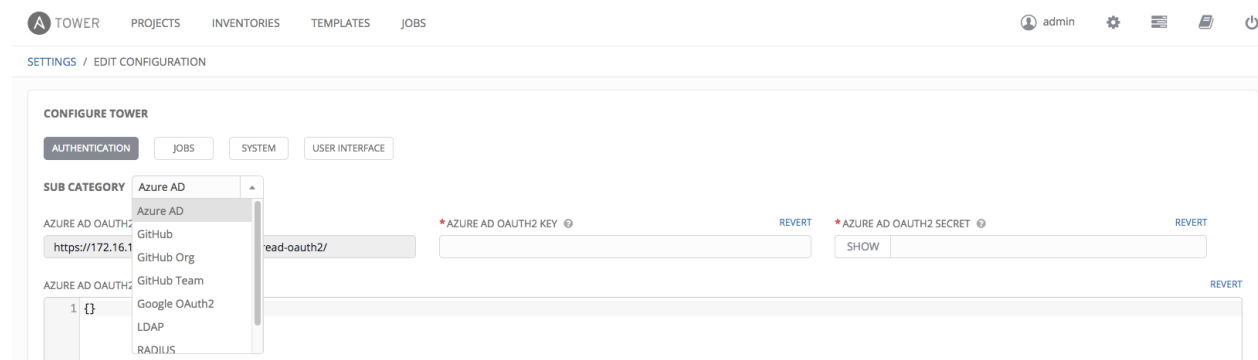 A TOWER PROJECTS INVENTORIES TEMPLATES JOBS admin
SETTINGS / EDIT CONFIGURATION
CONFIGURE TOWER
AUTHENTICATION JOBS SYSTEM USER INTERFACE
SUB CATEGORY Azure AD
Azure AD
GitHub
GitHub Org
GitHub Team
Google OAuth2
LDAP
RADIUS
AZURE AD OAUTH2
https://172.16.1 read-oauth2/
* AZURE AD OAUTH2 KEY ? REVERT
* AZURE AD OAUTH2 SECRET ? REVERT
SHOW
AZURE AD OAUTH2 REVERT
1 {}